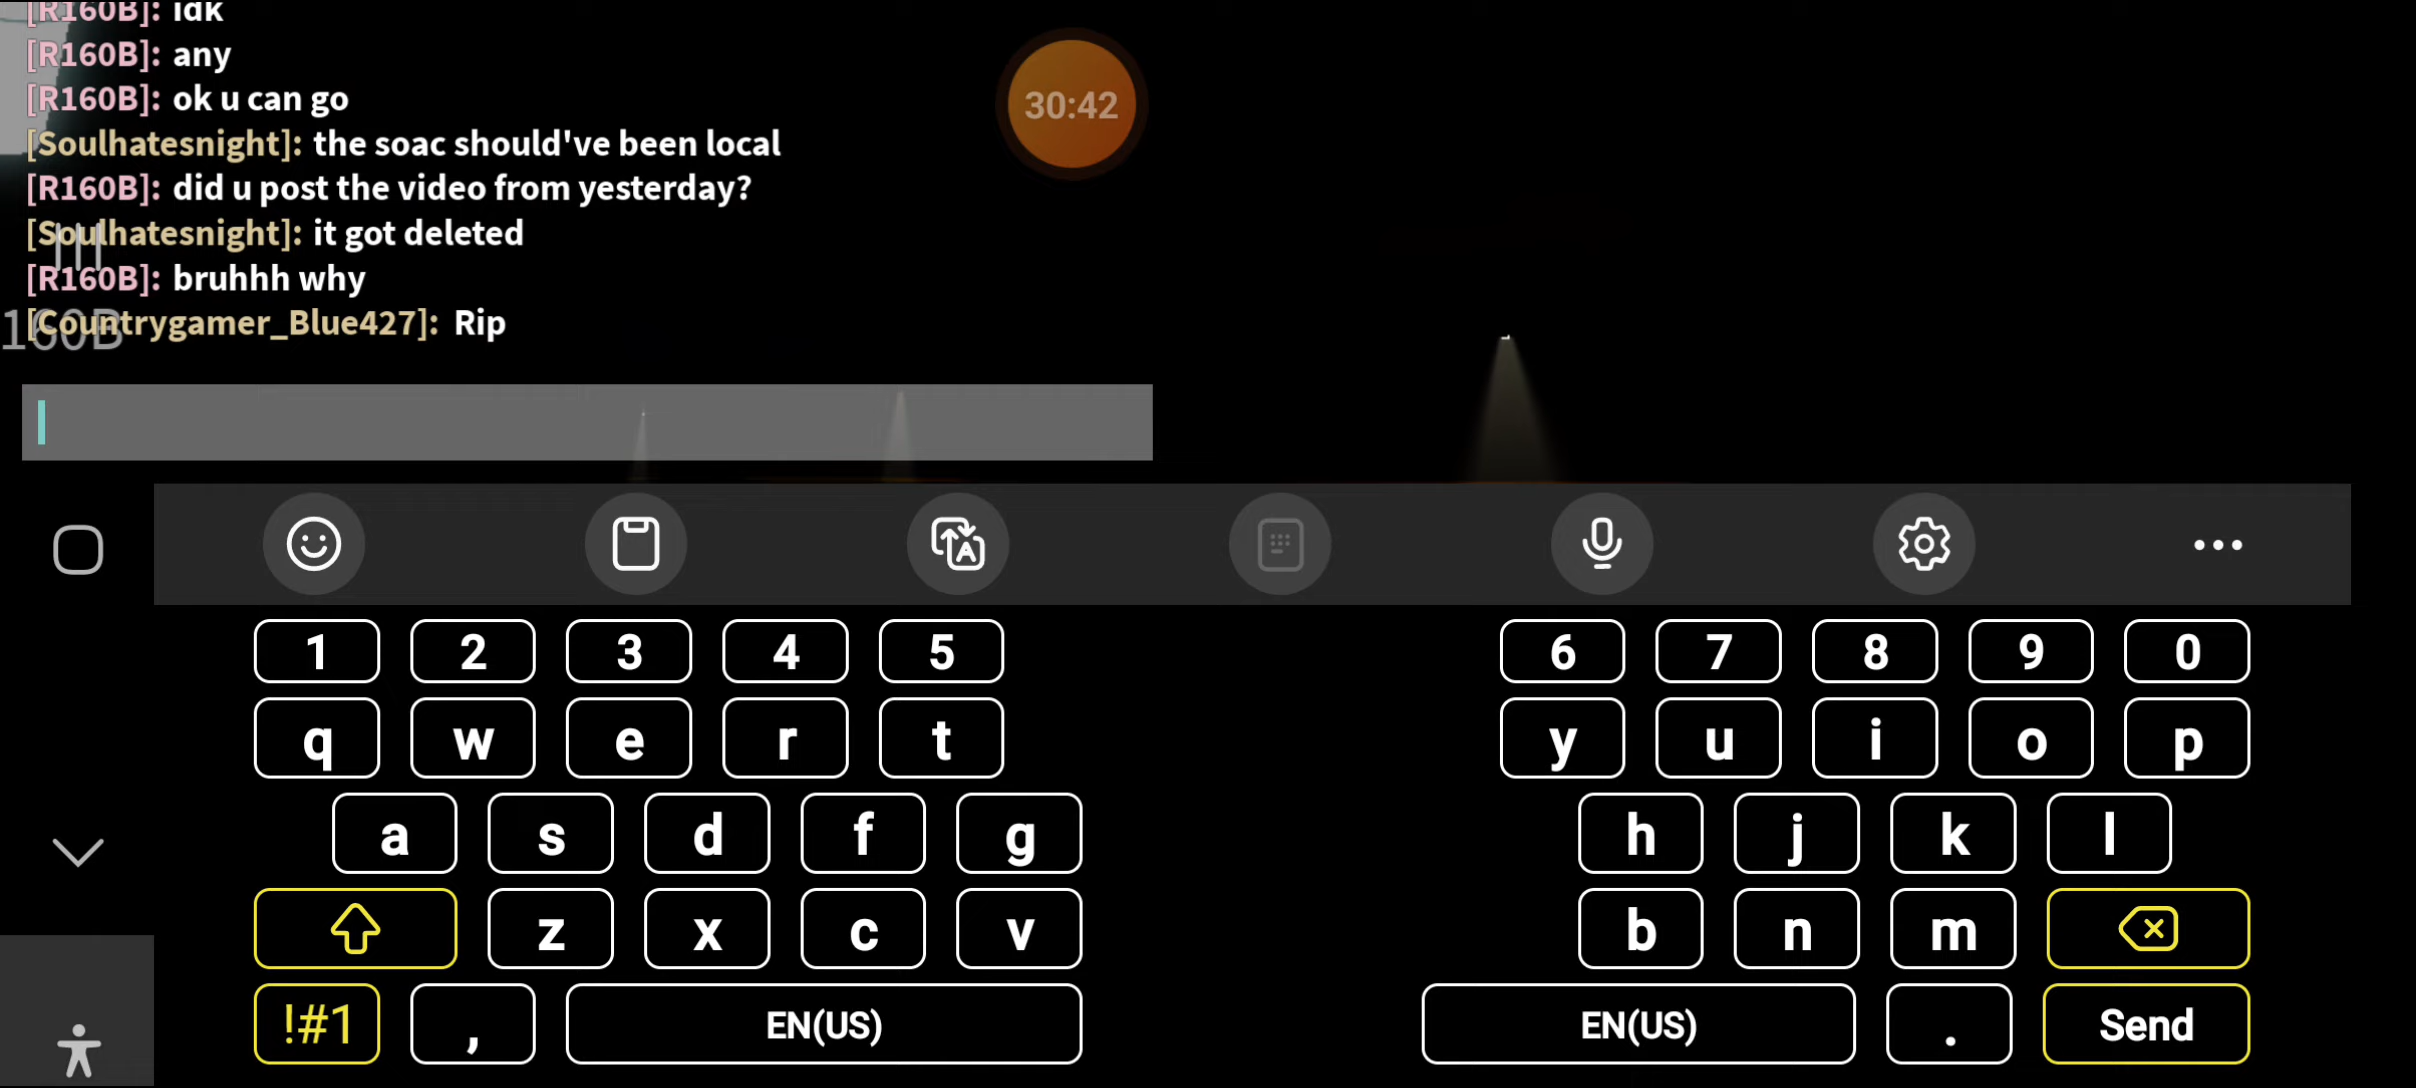 [R160B]: idk
[R160B]: any
[R160B]: ok u can go
[Soulhatesnight]: the soac should've been local
[R160B]: did u post the video from yesterday?
[Soulhatesnight]: it got deleted
[R160B]: bruhhh why
[Countrygamer_Blue427]: Rip
160B
30:42
1 2 3 4 5 6 7 8 9 0
q w e r t y u i o p
a s d f g h j k l
z x c v b n m
!#1 , EN(US) EN(US) . Send